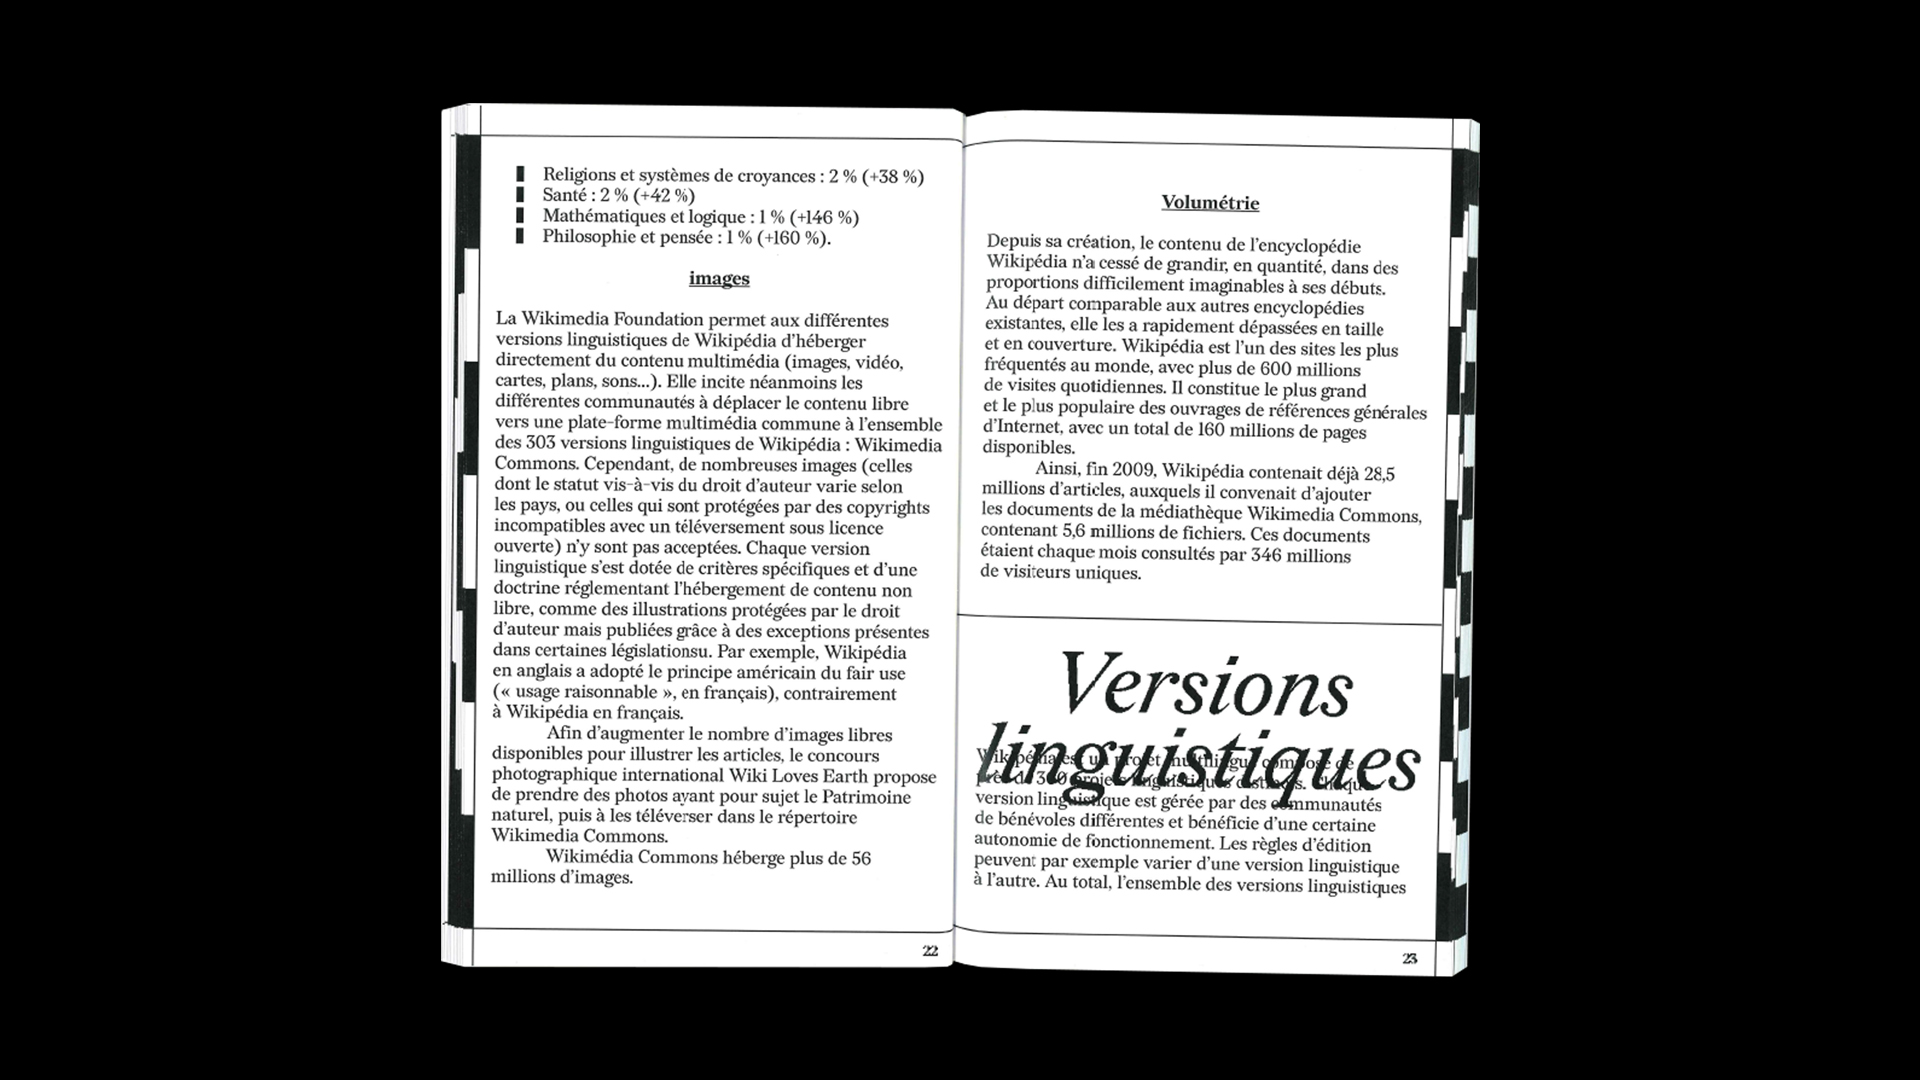 Religions et systèmes de croyances : 2 % (+38 %)
Santé : 2 % (+42 %)
Mathématiques et logique : 1 % (+146 %)
Philosophie et pensée : 1 % (+160 %).
images
La Wikimedia Foundation permet aux différentes
versions linguistiques de Wikipédia d'héberger
directement du contenu multimédia (images, vidéo,
cartes, plans, sons...). Elle incite néanmoins les
différentes communautés à déplacer le contenu libre
vers une plate-forme multimédia commune à l'ensemble
des 303 versions linguistiques de Wikipédia : Wikimedia
Commons. Cependant, de nombreuses images (celles
dont le statut vis-à-vis du droit d'auteur varie selon
les pays, ou celles qui sont protégées par des copyrights
incompatibles avec un téléversement sous licence
ouverte) n'y sont pas acceptées. Chaque version
linguistique s'est dotée de critères spécifiques et d'une
doctrine réglementant l'hébergement de contenu non
libre, comme des illustrations protégées par le droit
d'auteur mais publiées grâce à des exceptions présentes
dans certaines législationsu. Par exemple, Wikipédia
en anglais a adopté le principe américain du fair use
(« usage raisonnable », en français), contrairement
à Wikipédia en français.
Afin d'augmenter le nombre d'images libres
disponibles pour illustrer les articles, le concours
photographique international Wiki Loves Earth propose
de prendre des photos ayant pour sujet le Patrimoine
naturel, puis à les téléverser dans le répertoire
Wikimedia Commons.
Wikimédia Commons héberge plus de 56
millions d'images.
22
Volumétrie
Depuis sa création, le contenu de l'encyclopédie
Wikipédia n'a cessé de grandir, en quantité, dans des
proportions difficilement imaginables à ses débuts.
Au départ comparable aux autres encyclopédies
existantes, elle les a rapidement dépassées en taille
et en couverture. Wikipédia est l'un des sites les plus
fréquentés au monde, avec plus de 600 millions
de visites quotidiennes. Il constitue le plus grand
et le plus populaire des ouvrages de références générales
d'Internet, avec un total de 160 millions de pages
disponibles.
Ainsi, fin 2009, Wikipédia contenait déjà 28,5
millions d'articles, auxquels il convenait d'ajouter
les documents de la médiathèque Wikimedia Commons,
contenant 5,6 millions de fichiers. Ces documents
étaient chaque mois consultés par 346 millions
de visiteurs uniques.
Versions
linguistiques
Wikipédia est un projet multilingue composé de
près de 300 projets linguistiques distincts. Chaque
version linguistique est gérée par des communautés
de bénévoles différentes et bénéficie d'une certaine
autonomie de fonctionnement. Les règles d'édition
peuvent par exemple varier d'une version linguistique
à l'autre. Au total, l'ensemble des versions linguistiques
23